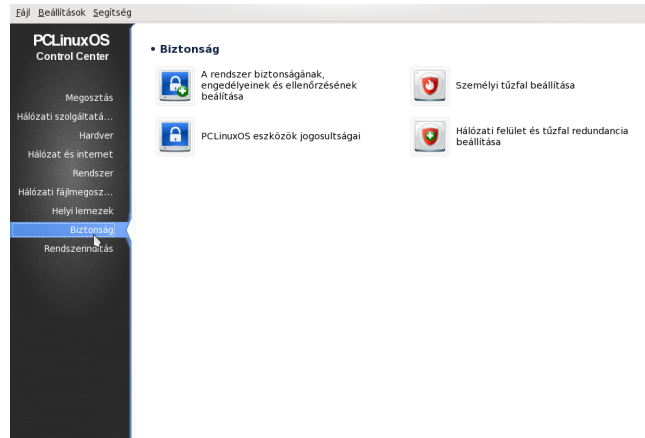 Fájl Beállítások Segítség
PCLinuxOS
Control Center
Megosztás
Hálózati szolgáltatá...
Hardver
Hálózat és internet
Rendszer
Hálózati fájlmegosz...
Helyi lemezek
Biztonság
Rendszerindítás
• Biztonság
A rendszer biztonságának,
engedélyeinek és ellenőrzésének
beálítása
Személyi tűzfal beállítása
PCLinuxOS eszközök jogosultságai
Hálózati felület és tűzfal redundancia
beállítása